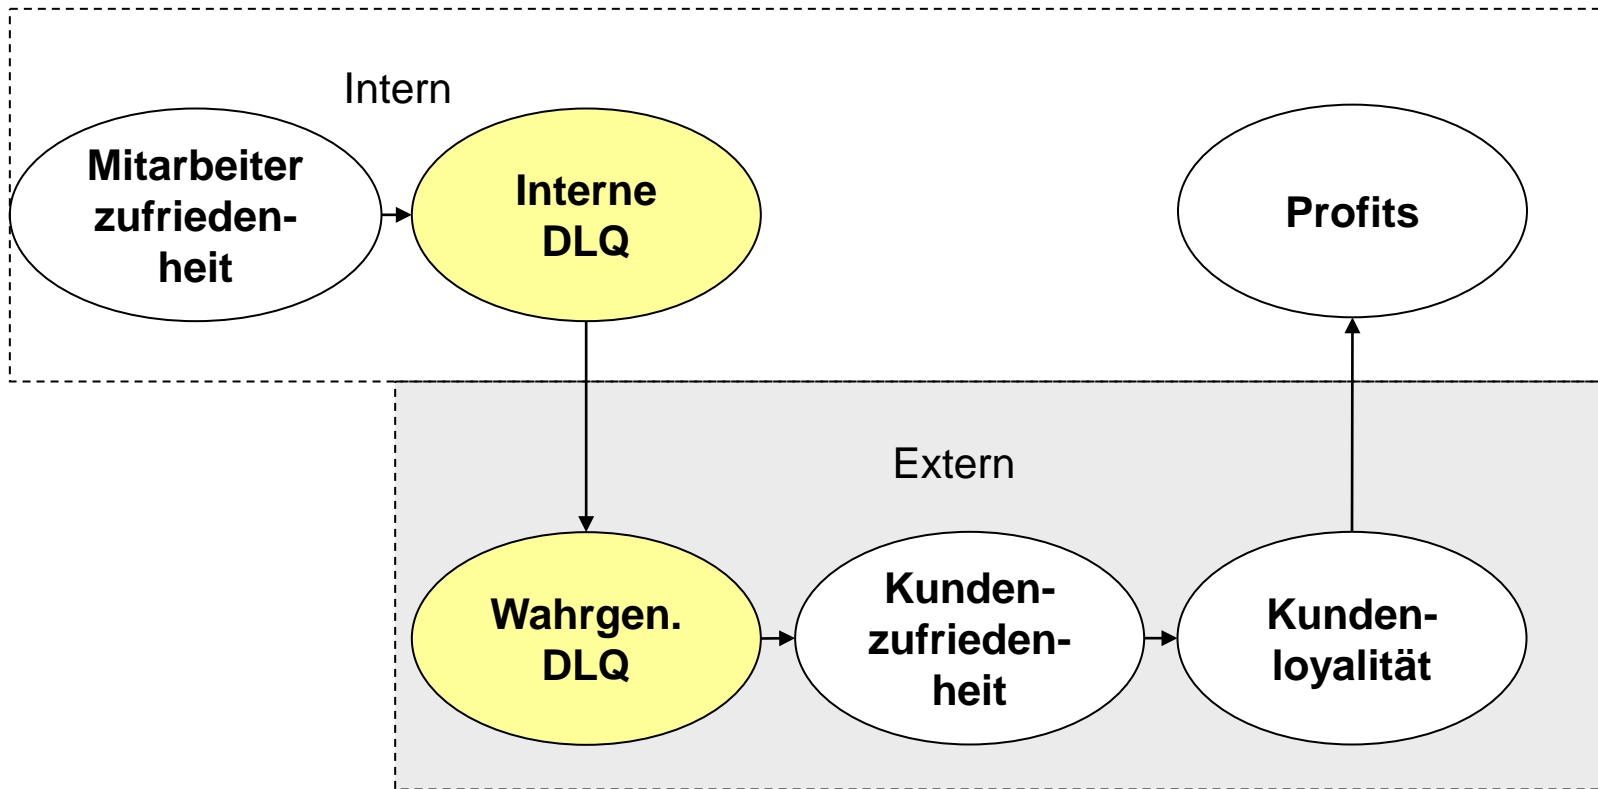 Intern
Mitarbeiter
zufrieden-
heit
Interne
DLQ
Profits
Extern
Wahrgen.
DLQ
Kunden-
zufrieden-
heit
Kunden-
loyalität